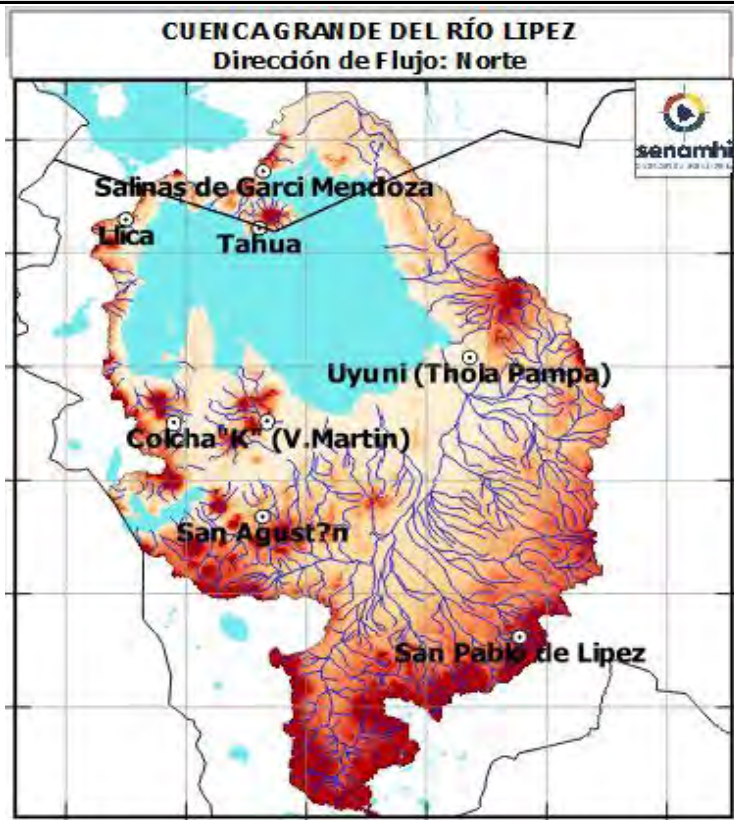 CUENCA GRANDE DEL RÍO LIPEZ
Dirección de Flujo: Norte
senamhi
Salinas de Garci Mendoza
Llica
Tahua
Uyuni (Thola Pampa)
Colcha"K" (V.Martin)
San Agust?n
San Pablo de Lipez